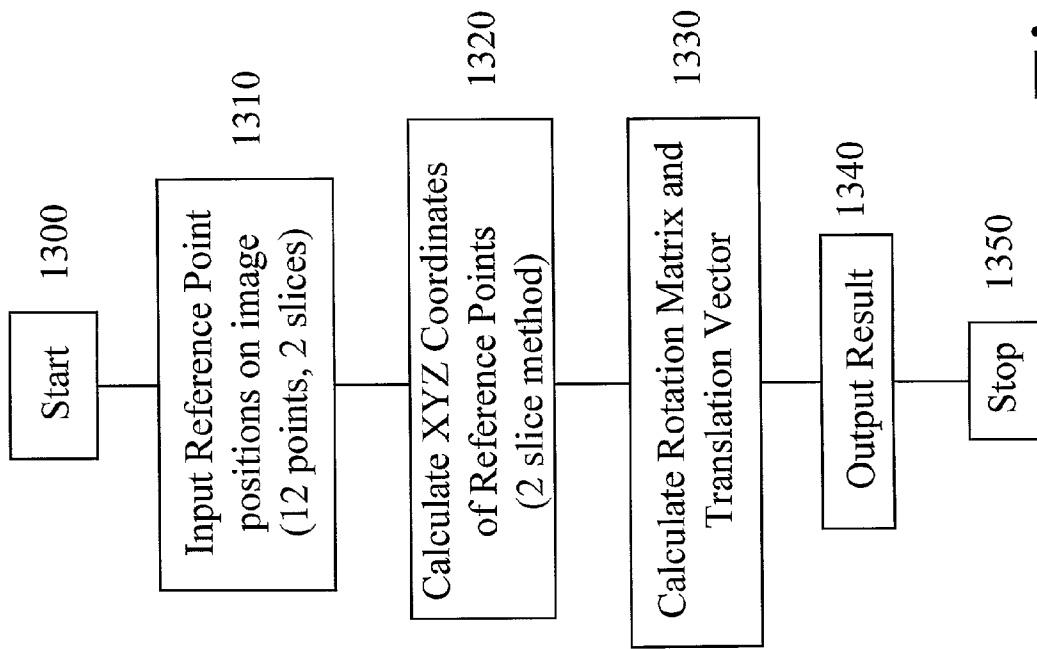 Start
1300
Input Reference Point
positions on image
(12 points, 2 slices)
1310
Calculate XYZ Coordinates
of Reference Points
(2 slice method)
1320
Calculate Rotation Matrix and
Translation Vector
1330
Output Result
1340
Stop
1350